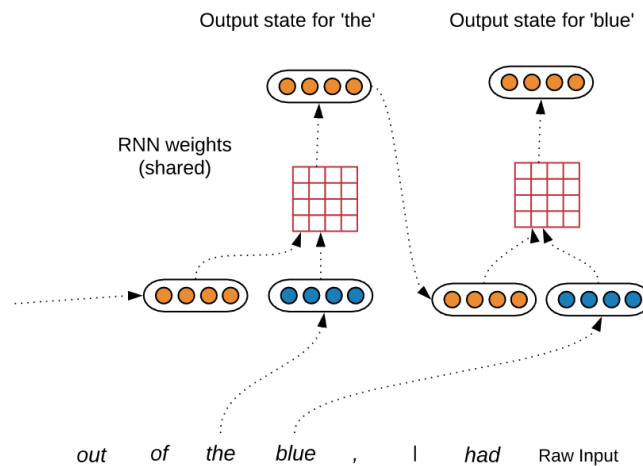 Output state for 'the'
Output state for 'blue'
RNN weights
(shared)
out of the blue , I had Raw Input